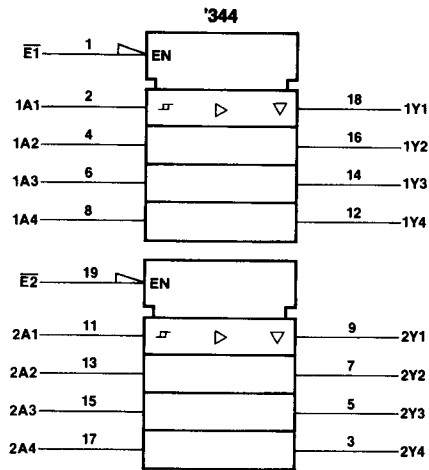 '344
E1 1 EN
1A1 2 18 1Y1
1A2 4 16 1Y2
1A3 6 14 1Y3
1A4 8 12 1Y4
E2 19 EN
2A1 11 9 2Y1
2A2 13 7 2Y2
2A3 15 5 2Y3
2A4 17 3 2Y4